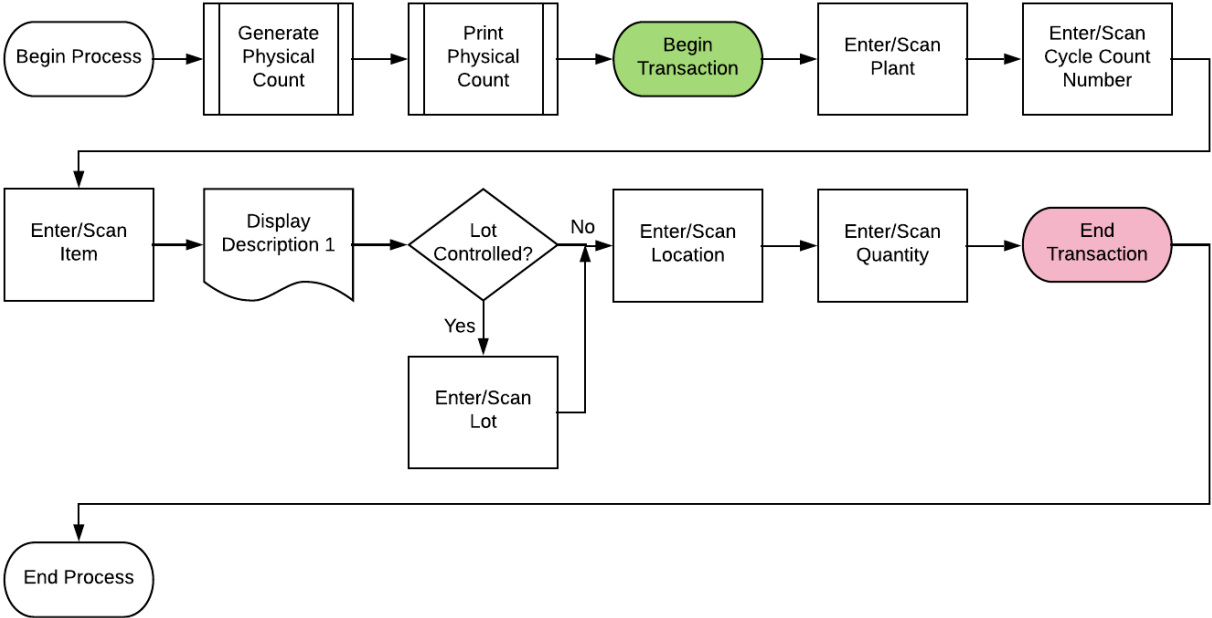 Begin Process
Generate
Physical
Count
Print
Physical
Count
Begin
Transaction
Enter/Scan
Plant
Enter/Scan
Cycle Count
Number
Enter/Scan
Item
Display
Description 1
Lot
Controlled?
No
Yes
Enter/Scan
Lot
Enter/Scan
Location
Enter/Scan
Quantity
End
Transaction
End Process